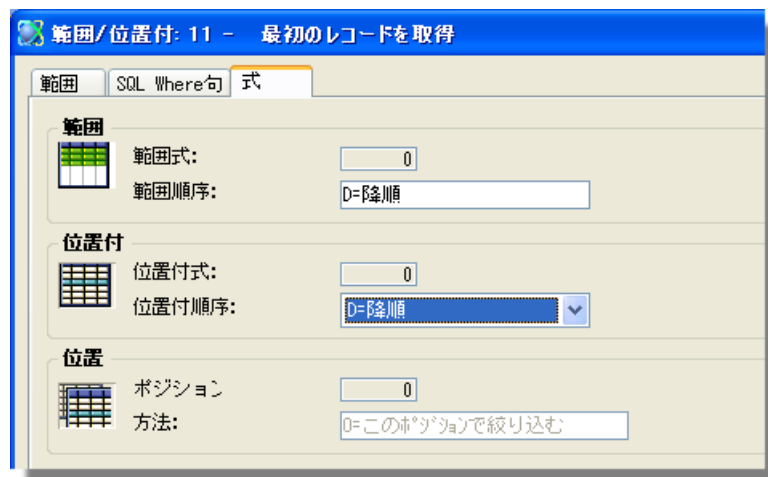 範囲/位置付: 11 - 最初のレコードを取得
範囲 SQL Where句 式
範囲
範囲式: 0
範囲順序: D=降順
位置付
位置付式: 0
位置付順序: D=降順
位置
ポジション 0
方法: 0=このポジションで絞り込む